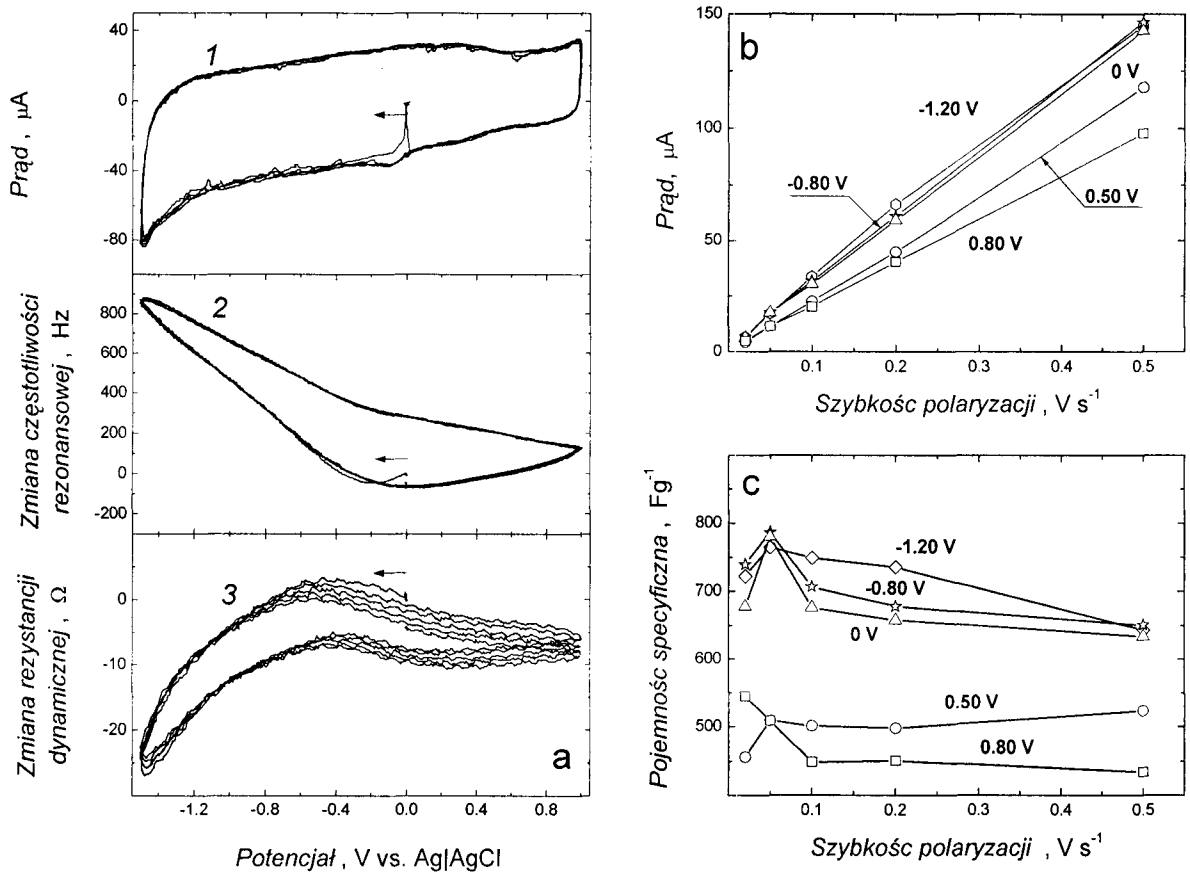 40
0
-40
-80
Prąd , μA
1
800
600
400
200
0
-200
Zmiana częstotliwości
rezonansowej , Hz
2
0
-10
-20
Zmiana rezystancji
dynamicznej , Ω
3
a
-1.2
-0.8
-0.4
0.0
0.4
0.8
Potencjał , V vs. Ag|AgCl
150
100
50
0
Prąd, μA
b
0 V
-1.20 V
-0.80 V
0.50 V
0.80 V
0.1
0.2
0.3
0.4
0.5
Szybkośc polaryzacji , V s⁻¹
800
700
600
500
Pojemność specyficzna , Fg⁻¹
c
-1.20 V
-0.80 V
0 V
0.50 V
0.80 V
0.1
0.2
0.3
0.4
0.5
Szybkośc polaryzacji , V s⁻¹